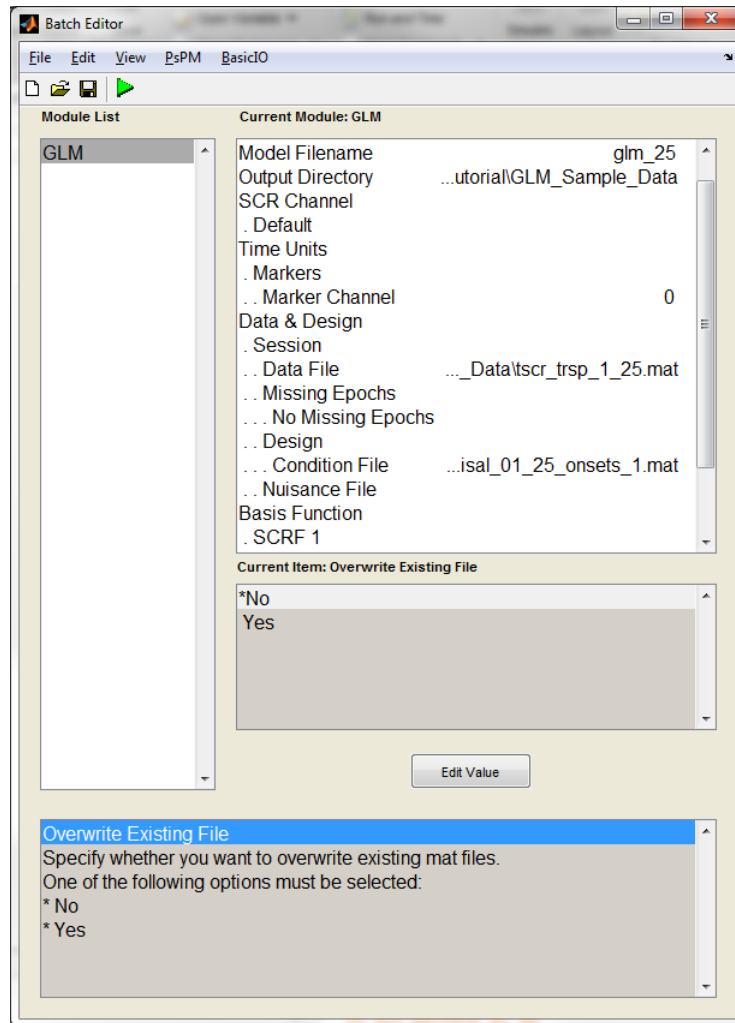 Batch Editor
File Edit View PsPM BasicIO
Module List
GLM
Current Module: GLM
Model Filename glm_25
Output Directory ...utorial\GLM_Sample_Data
SCR Channel
. Default
Time Units
. Markers
. . Marker Channel 0
Data & Design
. Session
. . Data File ..._Data\tscr_trsp_1_25.mat
. . Missing Epochs
. . . No Missing Epochs
. . Design
. . . Condition File ...isal_01_25_onsets_1.mat
. . Nuisance File
Basis Function
. SCRF 1
Current Item: Overwrite Existing File
*No
Yes
Edit Value
Overwrite Existing File
Specify whether you want to overwrite existing mat files.
One of the following options must be selected:
* No
* Yes